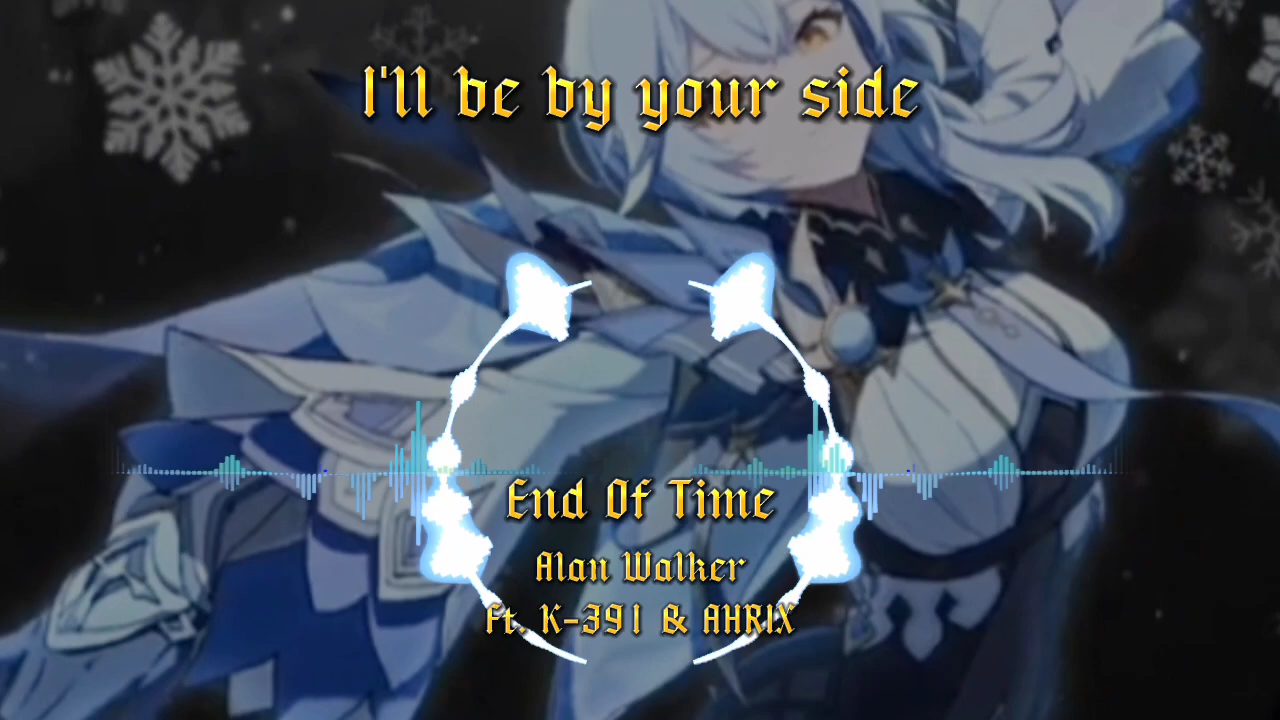 I'll be by your side
End Of Time
Alan Walker
ft. K-391 & AHRIX